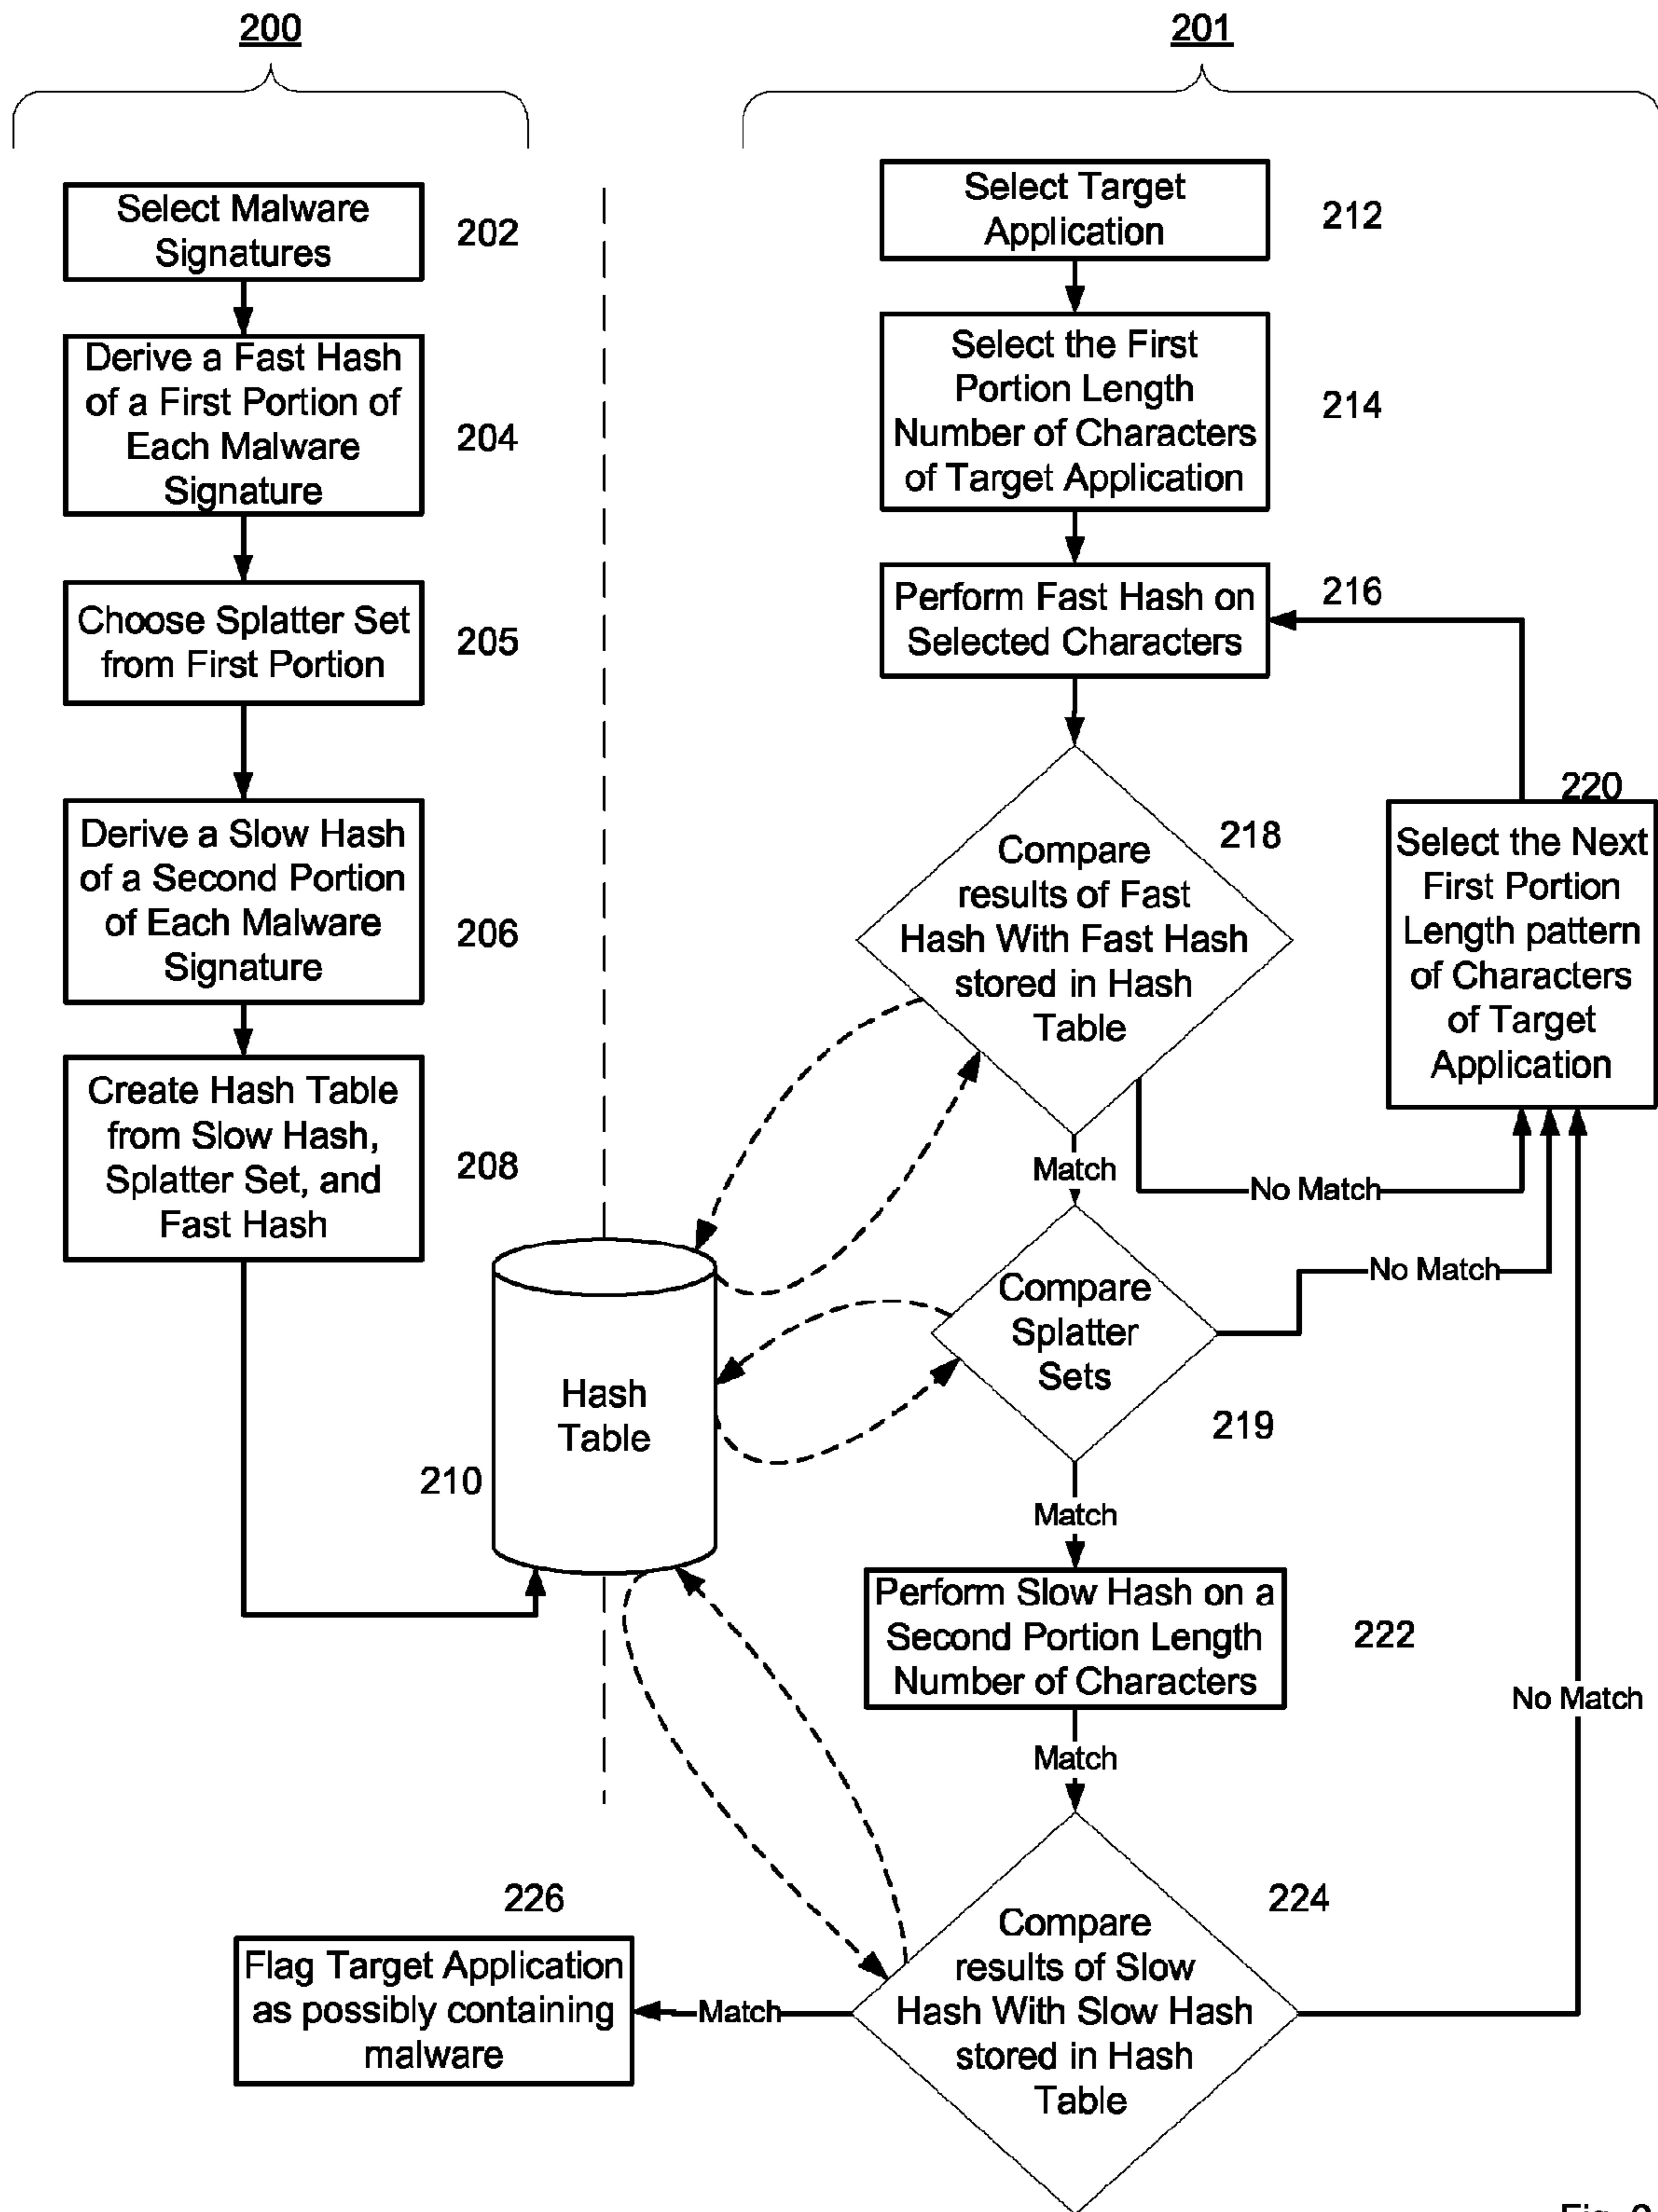 200
201
Select Malware
Signatures
202
Derive a Fast Hash
of a First Portion of
Each Malware
Signature
204
Choose Splatter Set
from First Portion
205
Derive a Slow Hash
of a Second Portion
of Each Malware
Signature
206
Create Hash Table
from Slow Hash,
Splatter Set, and
Fast Hash
208
Hash
Table
210
Select Target
Application
212
Select the First
Portion Length
Number of Characters
of Target Application
214
Perform Fast Hash on
Selected Characters
216
Compare
results of Fast
Hash With Fast Hash
stored in Hash
Table
218
220
Select the Next
First Portion
Length pattern
of Characters
of Target
Application
Match
No Match
Compare
Splatter
Sets
219
No Match
Match
Perform Slow Hash on a
Second Portion Length
Number of Characters
222
Match
No Match
Compare
results of Slow
Hash With Slow Hash
stored in Hash
Table
224
Match
226
Flag Target Application
as possibly containing
malware